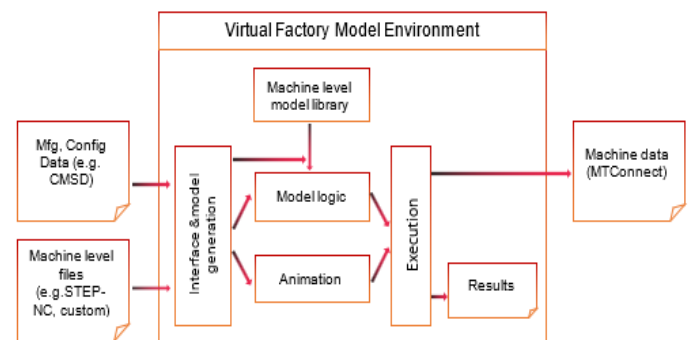 Virtual Factory Model Environment
Machine level
model library
Mfg, Config
Data (e.g.
CMSD)
Machine data
(MTConnect)
Interface &model
generation
Model logic
Execution
Machine level
files
(e.g.STEP-
NC, custom)
Animation
Results